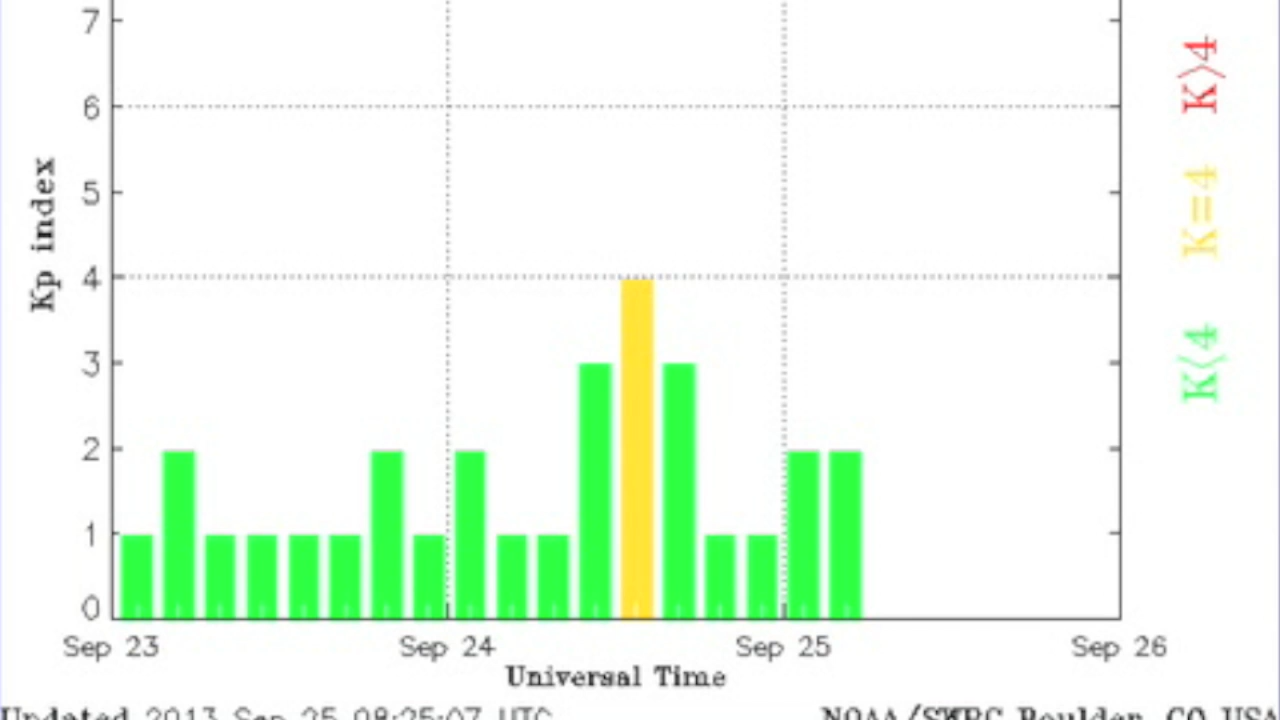 7
6
5
4
3
2
1
0
Kp index
Sep 23 Sep 24 Sep 25 Sep 26
Universal Time
K⟩4
K=4
K⟨4
Updated 2013 Sep 25 08:25:07 UTC
NOAA/SWPC Boulder, CO USA